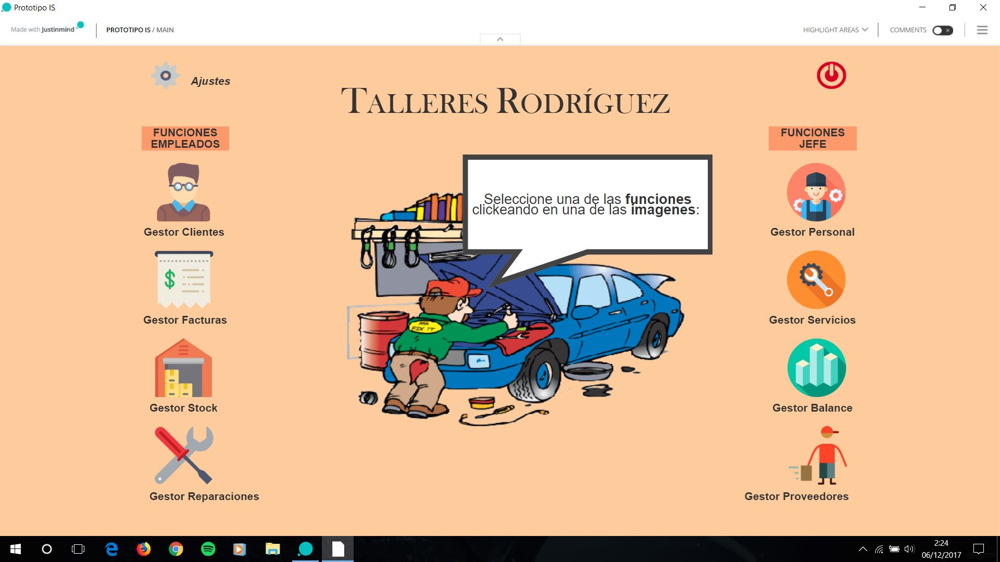 Prototipo IS
Made with Justinmind
PROTOTIPO IS / MAIN
HIGHLIGHT AREAS
COMMENTS
Ajustes
TALLERES RODRÍGUEZ
FUNCIONES
EMPLEADOS
FUNCIONES
JEFE
Seleccione una de las funciones
clickeando en una de las imagenes:
Gestor Clientes
Gestor Personal
$
MR
FIX IT
Gestor Facturas
Gestor Servicios
Gestor Stock
Gestor Balance
Gestor Reparaciones
Gestor Proveedores
2:24
06/12/2017